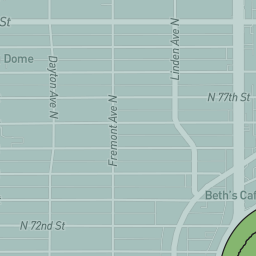 St
Dome
Dayton Ave N
Fremont Ave N
Linden Ave N
N 77th St
Beth's Caf
N 72nd St